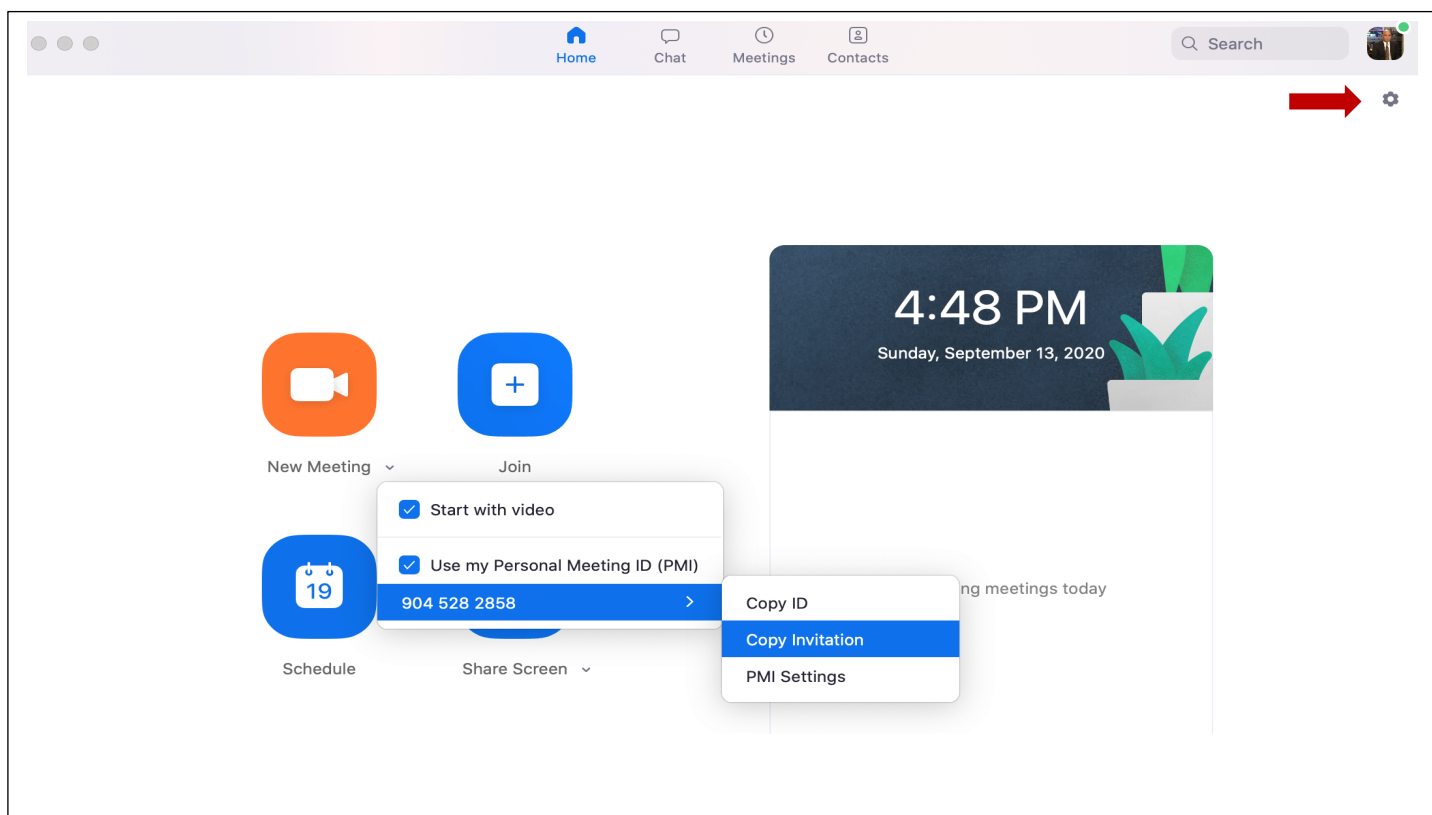 Home
Chat
Meetings
Contacts
Search
4:48 PM
Sunday, September 13, 2020
New Meeting
Join
Start with video
Use my Personal Meeting ID (PMI)
904 528 2858
Copy ID
Copy Invitation
PMI Settings
meetings today
19
Schedule
Share Screen